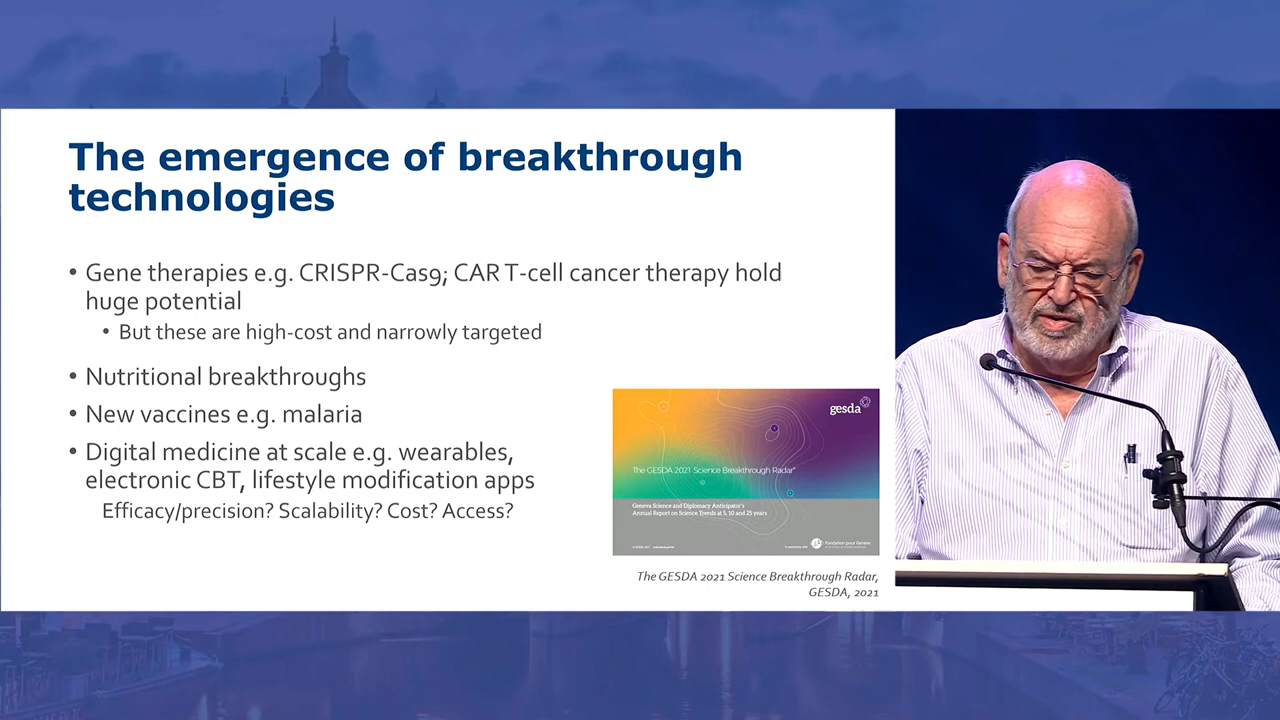 The emergence of breakthrough
technologies
• Gene therapies e.g. CRISPR-Cas9; CAR T-cell cancer therapy hold
huge potential
• But these are high-cost and narrowly targeted
• Nutritional breakthroughs
• New vaccines e.g. malaria
• Digital medicine at scale e.g. wearables,
electronic CBT, lifestyle modification apps
Efficacy/precision? Scalability? Cost? Access?
gesda
The GESDA 2021 Science Breakthrough Radar
Geneva Science and Diplomacy Anticipator's
Annual Report on Science Trends at 5, 10 and 25 years
Fondation pour Genève
The GESDA 2021 Science Breakthrough Radar,
GESDA, 2021